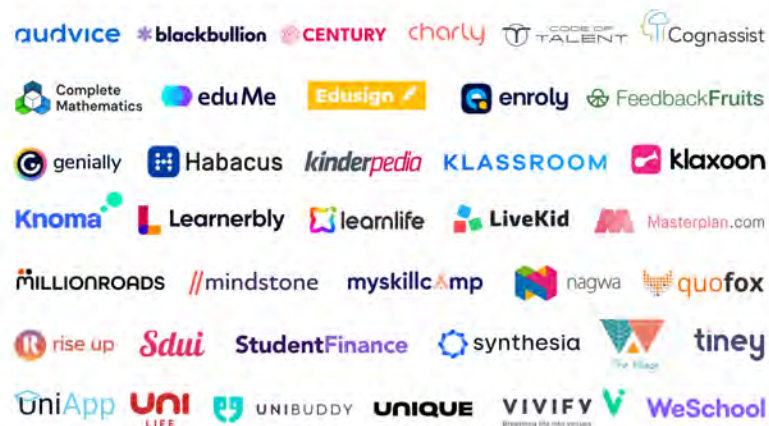 audvice blackbullion CENTURY charly CODE OF TALENT Cognassist
Complete Mathematics eduMe Edusign enroly FeedbackFruits
genially Habacus kinderpedia KLASSROOM klaxoon
Knoma Learnerbly learnlife LiveKid Masterplan.com
MILLIONROADS //mindstone myskillcamp nagwa quofox
rise up Sdui StudentFinance synthesia The Village tiney
UniApp UNI LIFE UNIBUDDY UNIQUE VIVIFY WeSchool